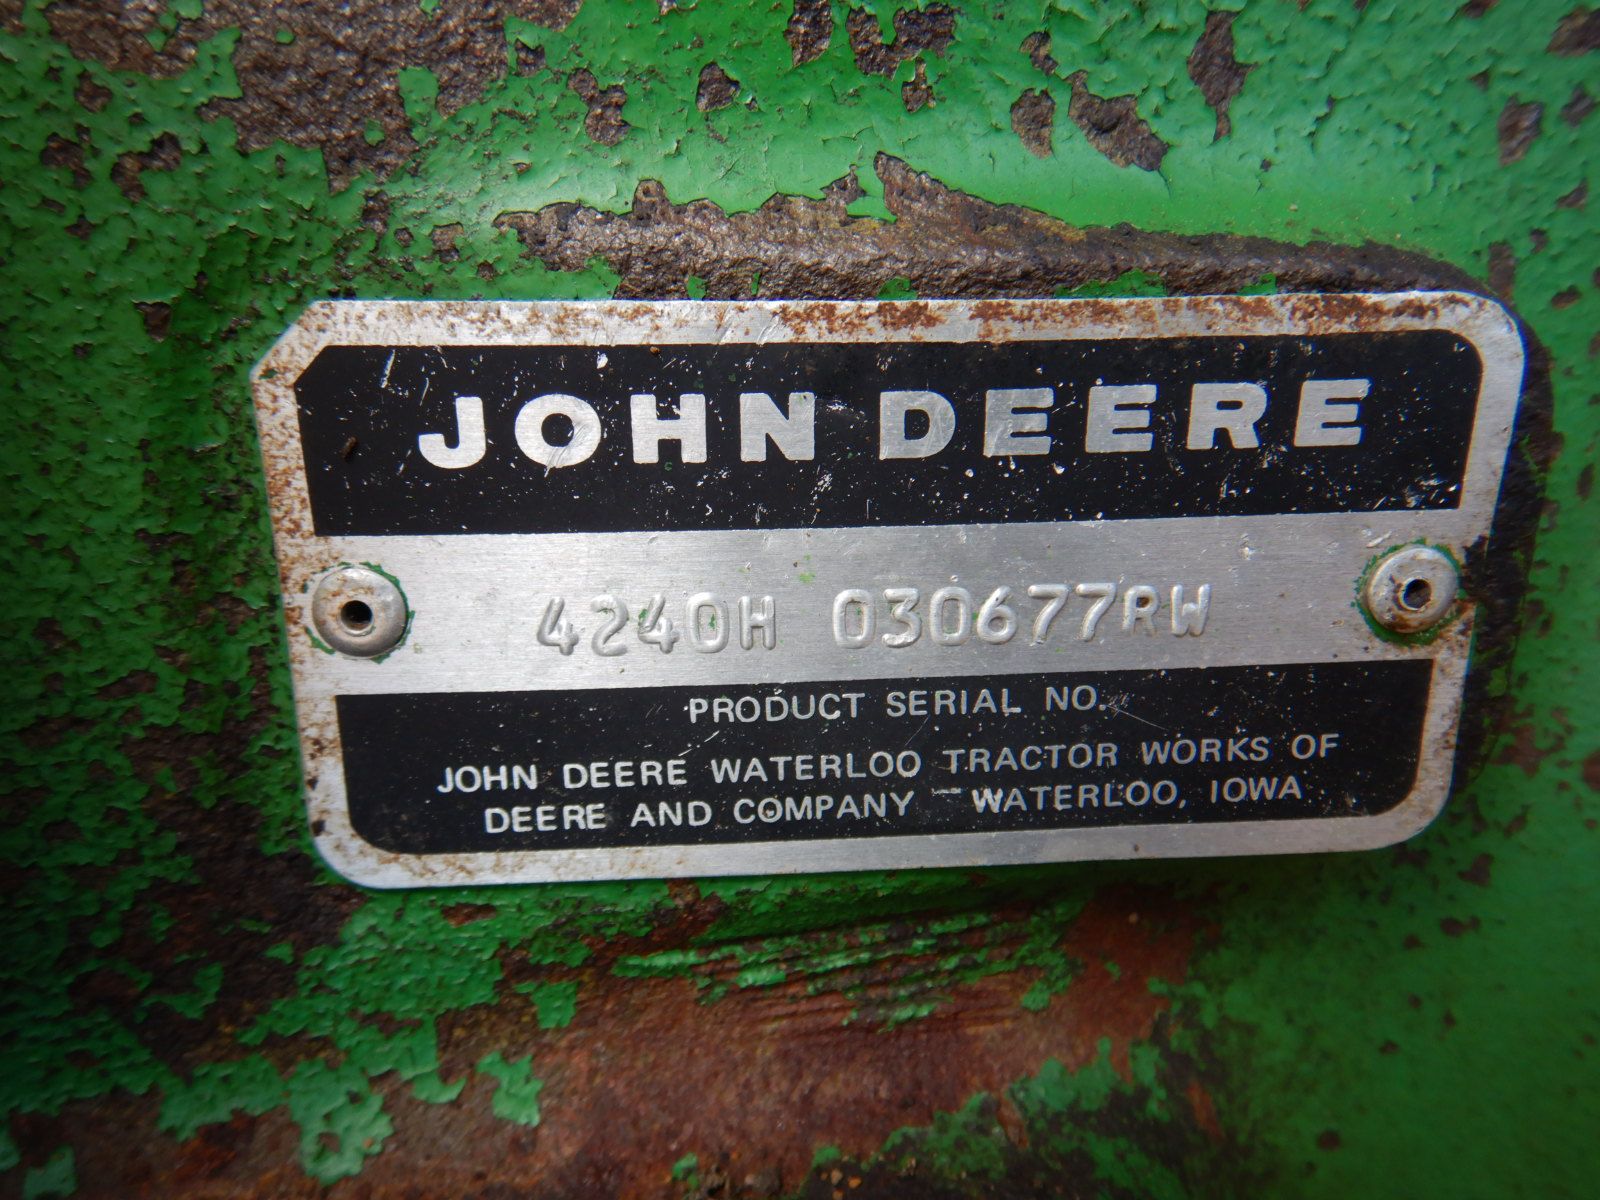 JOHN DEERE
4240H 030677RW
PRODUCT SERIAL NO.
JOHN DEERE WATERLOO TRACTOR WORKS OF
DEERE AND COMPANY - WATERLOO, IOWA